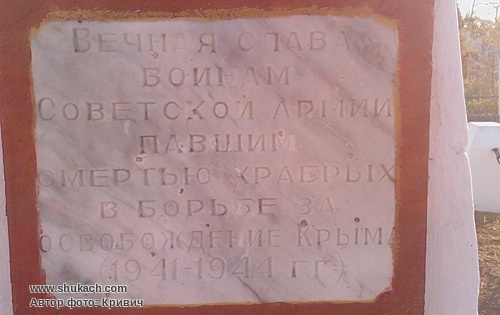 Вечная слава
воинам
Советской армии
павшим
смертью храбрых
в борьбе за
освобождение Крыма
(1941-1944 гг)
www.shukach.com
Автор фото: Кривич